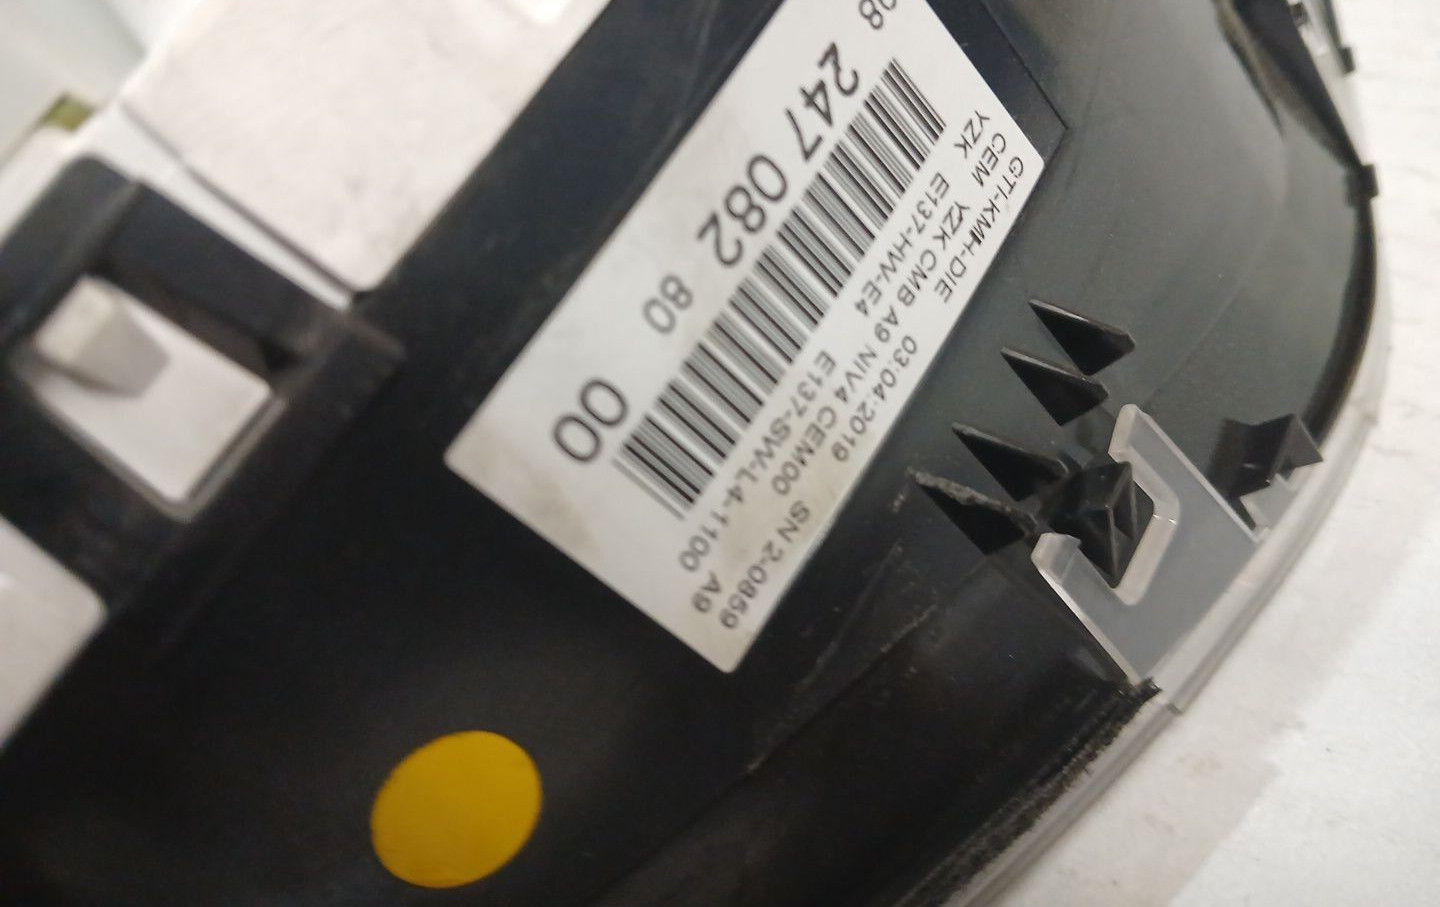 08 247 082 80 00
GTI-KMH-DIE 03:04:2019 SN 2-0859
CEM YZK CMB A9 NIV4 CEM00 A9
YZK E137-HW-E4 E137-SW-L4-1100